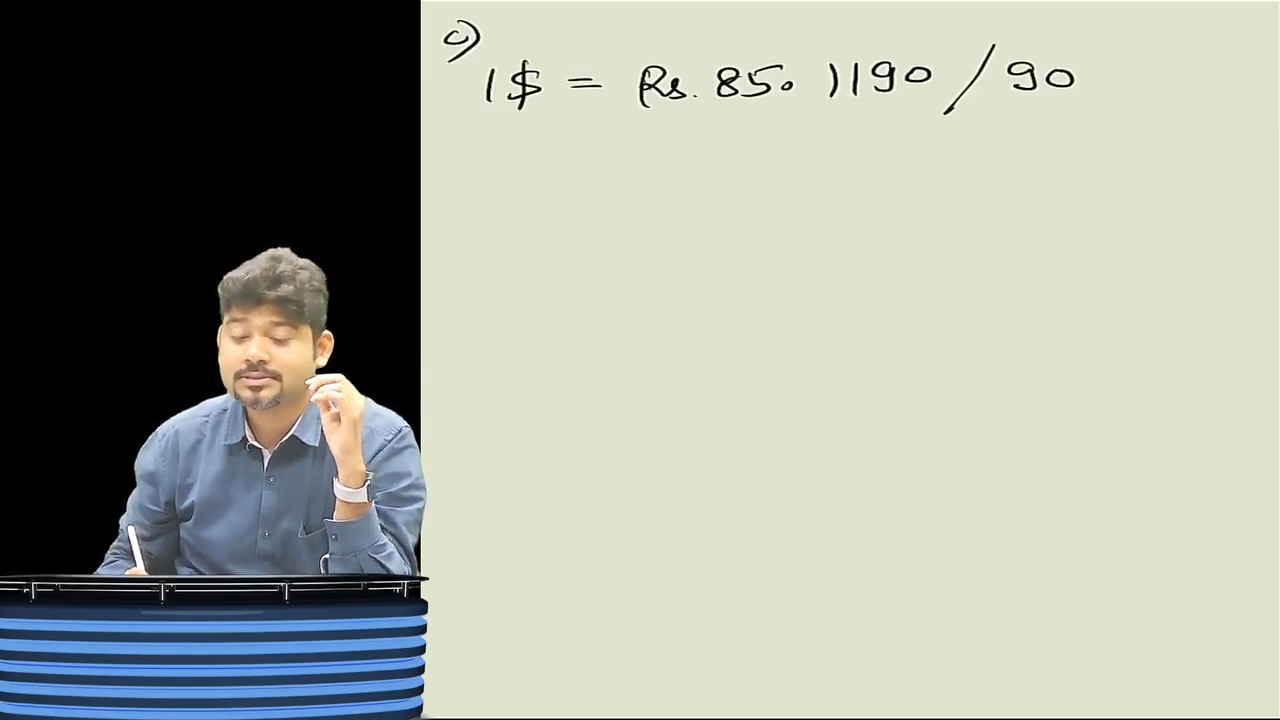 c)
1$ = Rs. 85.1190/90